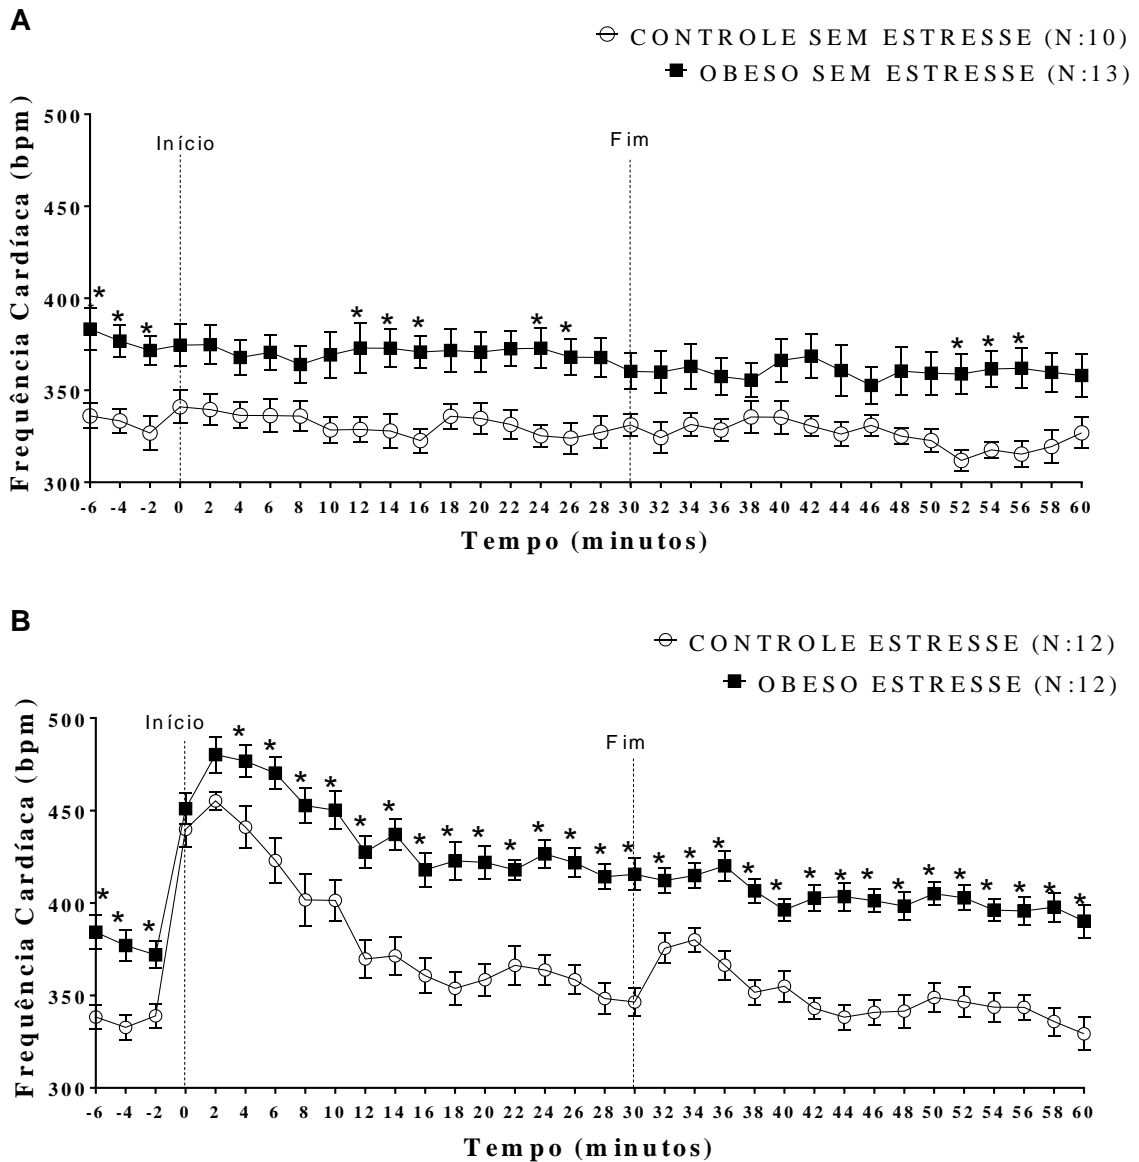 A
CONTROLE SEM ESTRESSE (N:10)
OBESO SEM ESTRESSE (N:13)
Frequência Cardíaca (bpm)
500
450
400
350
300
Início
Fim
* * * * * * * * * * *
-6 -4 -2 0 2 4 6 8 10 12 14 16 18 20 22 24 26 28 30 32 34 36 38 40 42 44 46 48 50 52 54 56 58 60
Tempo (minutos)
B
CONTROLE ESTRESSE (N:12)
OBESO ESTRESSE (N:12)
Frequência Cardíaca (bpm)
500
450
400
350
300
Início
Fim
* * * * * * * * * * * * * * * * * * * * * * * * * * * * * * * *
-6 -4 -2 0 2 4 6 8 10 12 14 16 18 20 22 24 26 28 30 32 34 36 38 40 42 44 46 48 50 52 54 56 58 60
Tempo (minutos)